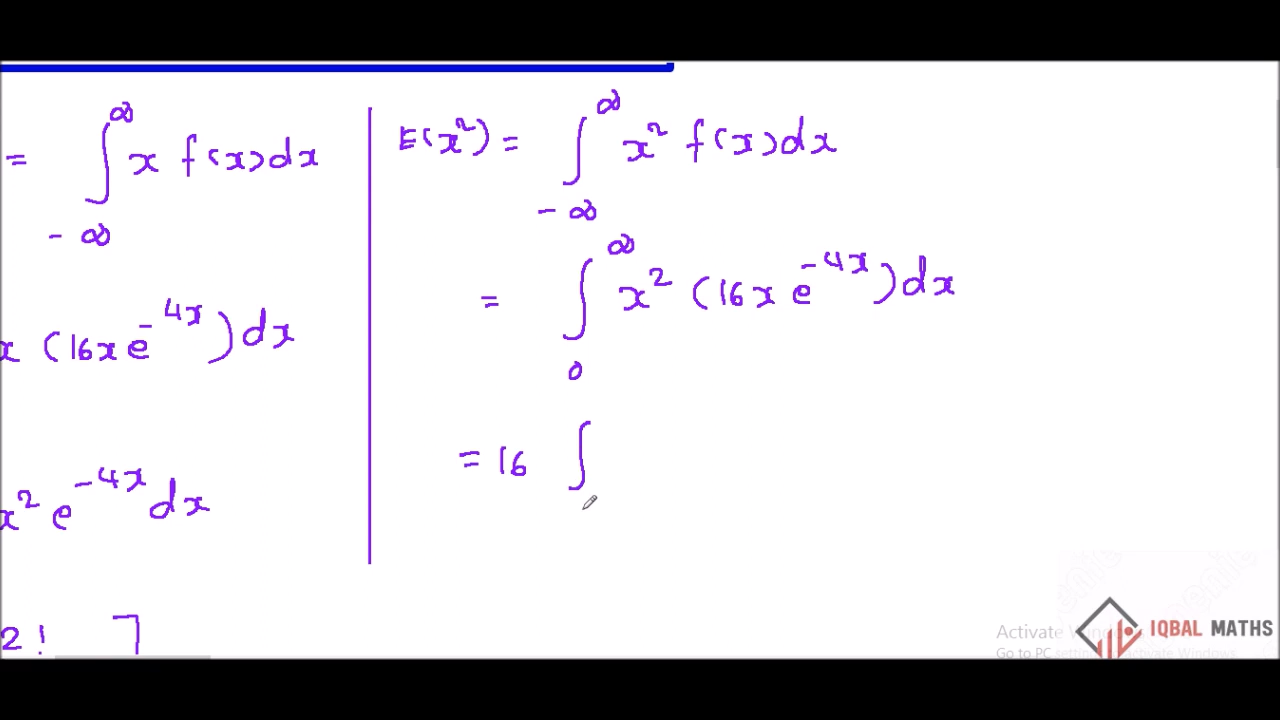 = ∫_{-∞}^{∞} x f(x)dx
x (16x e^{-4x}) dx
x² e^{-4x} dx
2! ]
E(x²) = ∫_{-∞}^{∞} x² f(x)dx
= ∫_{0}^{∞} x² (16x e^{-4x}) dx
= 16 ∫
Activate Windows
Go to PC settings to activate Windows
IQBAL MATHS